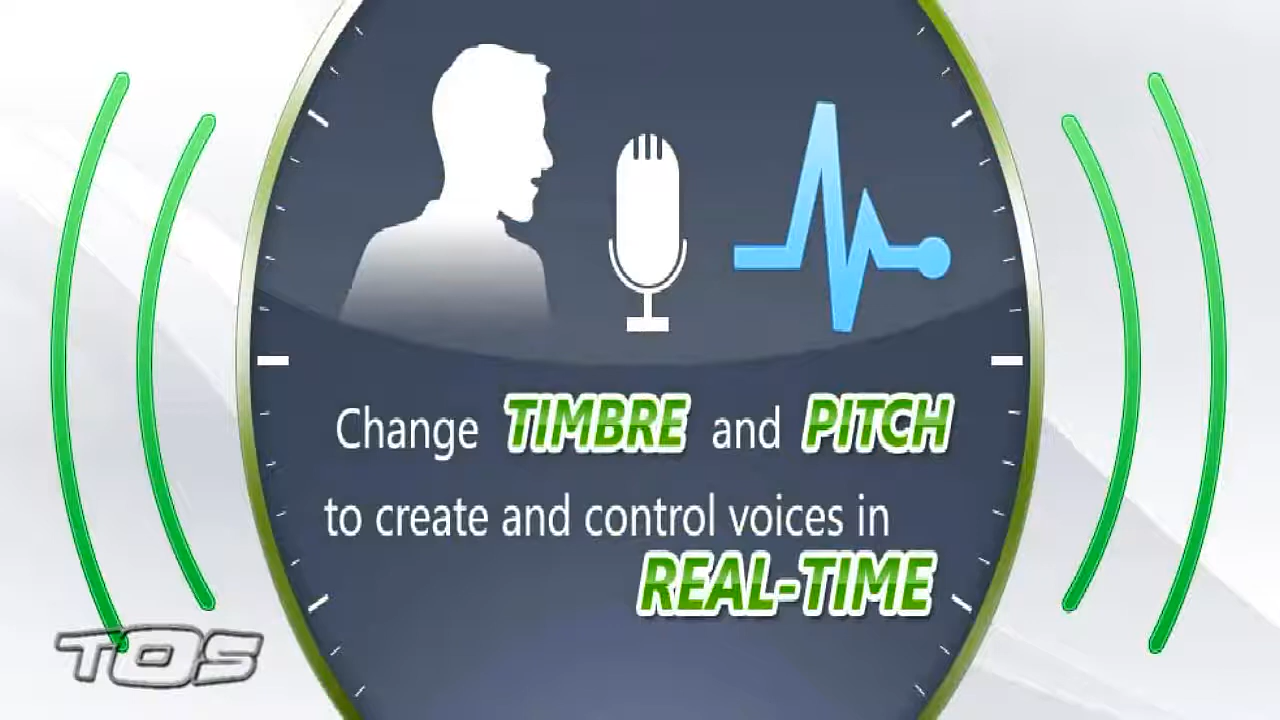 Change TIMBRE and PITCH
to create and control voices in
REAL-TIME
TOS